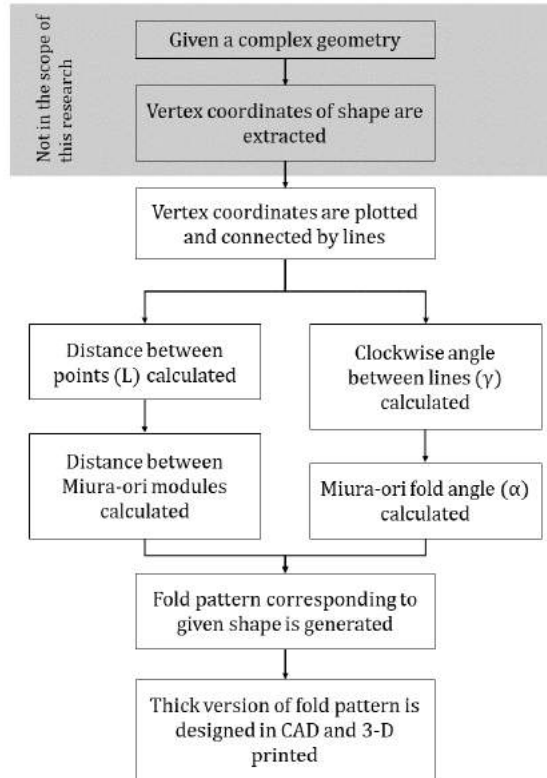 Not in the scope of
this research
Given a complex geometry
Vertex coordinates of shape are
extracted
Vertex coordinates are plotted
and connected by lines
Distance between
points (L) calculated
Clockwise angle
between lines (γ)
calculated
Distance between
Miura-ori modules
calculated
Miura-ori fold angle (α)
calculated
Fold pattern corresponding to
given shape is generated
Thick version of fold pattern is
designed in CAD and 3-D
printed